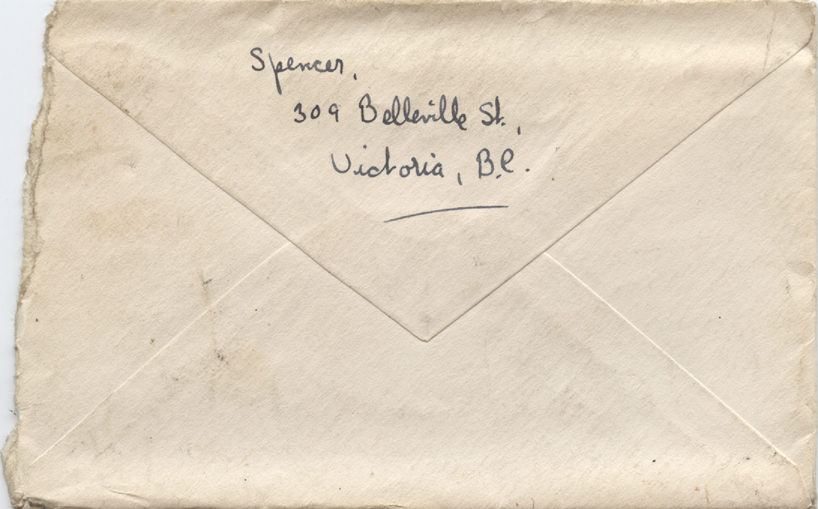 Spencer,
309 Belleville St.,
Victoria, B.C.